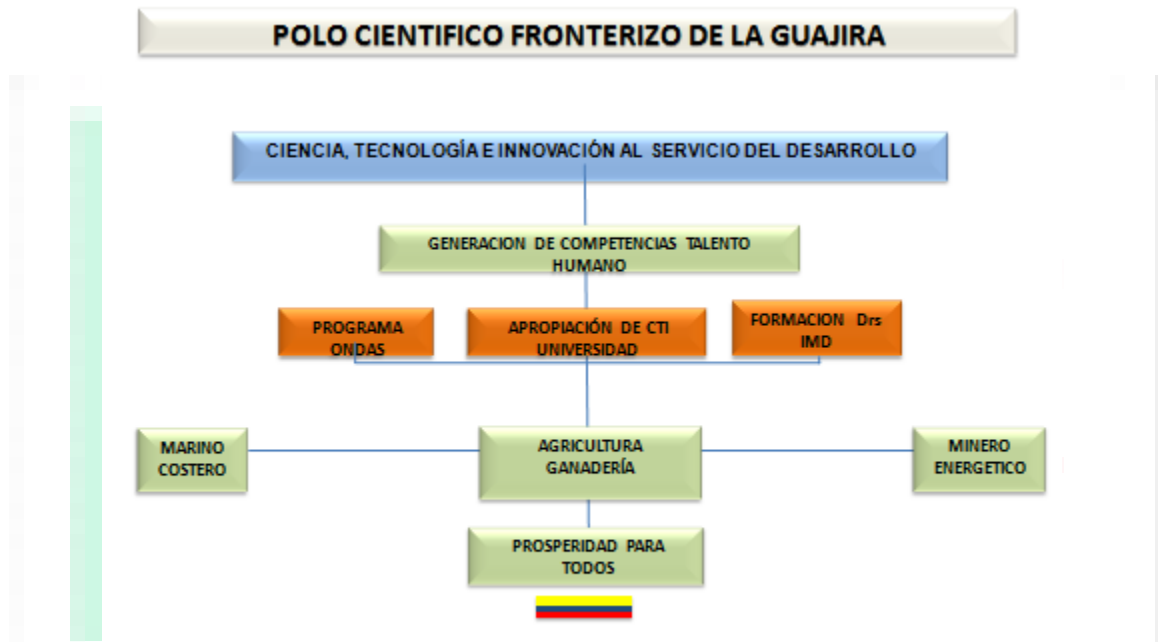 POLO CIENTIFICO FRONTERIZO DE LA GUAJIRA
CIENCIA, TECNOLOGÍA E INNOVACIÓN AL SERVICIO DEL DESARROLLO
GENERACION DE COMPETENCIAS TALENTO
HUMANO
PROGRAMA
ONDAS
APROPIACIÓN DE CTI
UNIVERSIDAD
FORMACION Drs
IMD
MARINO
COSTERO
AGRICULTURA
GANADERÍA
MINERO
ENERGETICO
PROSPERIDAD PARA
TODOS